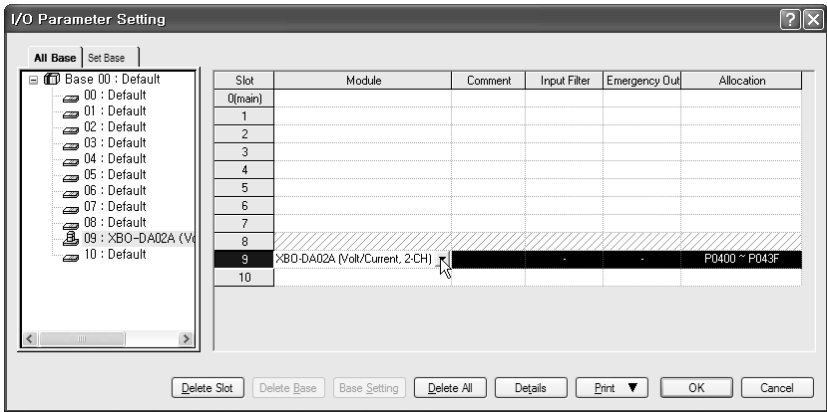 I/O Parameter Setting
All Base Set Base
Base 00 : Default
00 : Default
01 : Default
02 : Default
03 : Default
04 : Default
05 : Default
06 : Default
07 : Default
08 : Default
09 : XBO-DA02A (Vo
10 : Default
Slot Module Comment Input Filter Emergency Out Allocation
0(main)
1
2
3
4
5
6
7
8
9 XBO-DA02A (Volt/Current, 2-CH) - - P0400 ~ P043F
10
Delete Slot Delete Base Base Setting Delete All Details Print ▼ OK Cancel